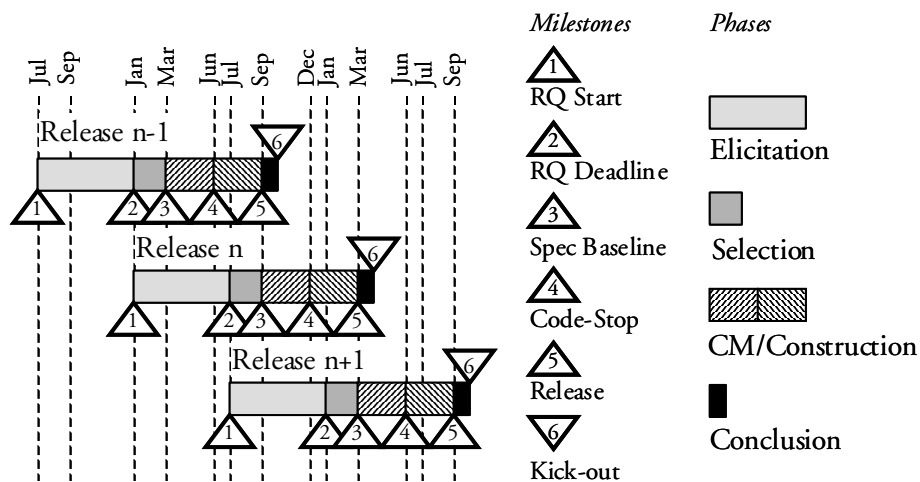 Milestones
Phases
Jul
Sep
Jan
Mar
Jun
Jul
Sep
Dec
Jan
Mar
Jun
Jul
Sep
1
RQ Start
2
RQ Deadline
3
Spec Baseline
4
Code-Stop
5
Release
6
Kick-out
Elicitation
Selection
CM/Construction
Conclusion
Release n-1
6
1
2
3
4
5
Release n
6
1
2
3
4
5
Release n+1
6
1
2
3
4
5